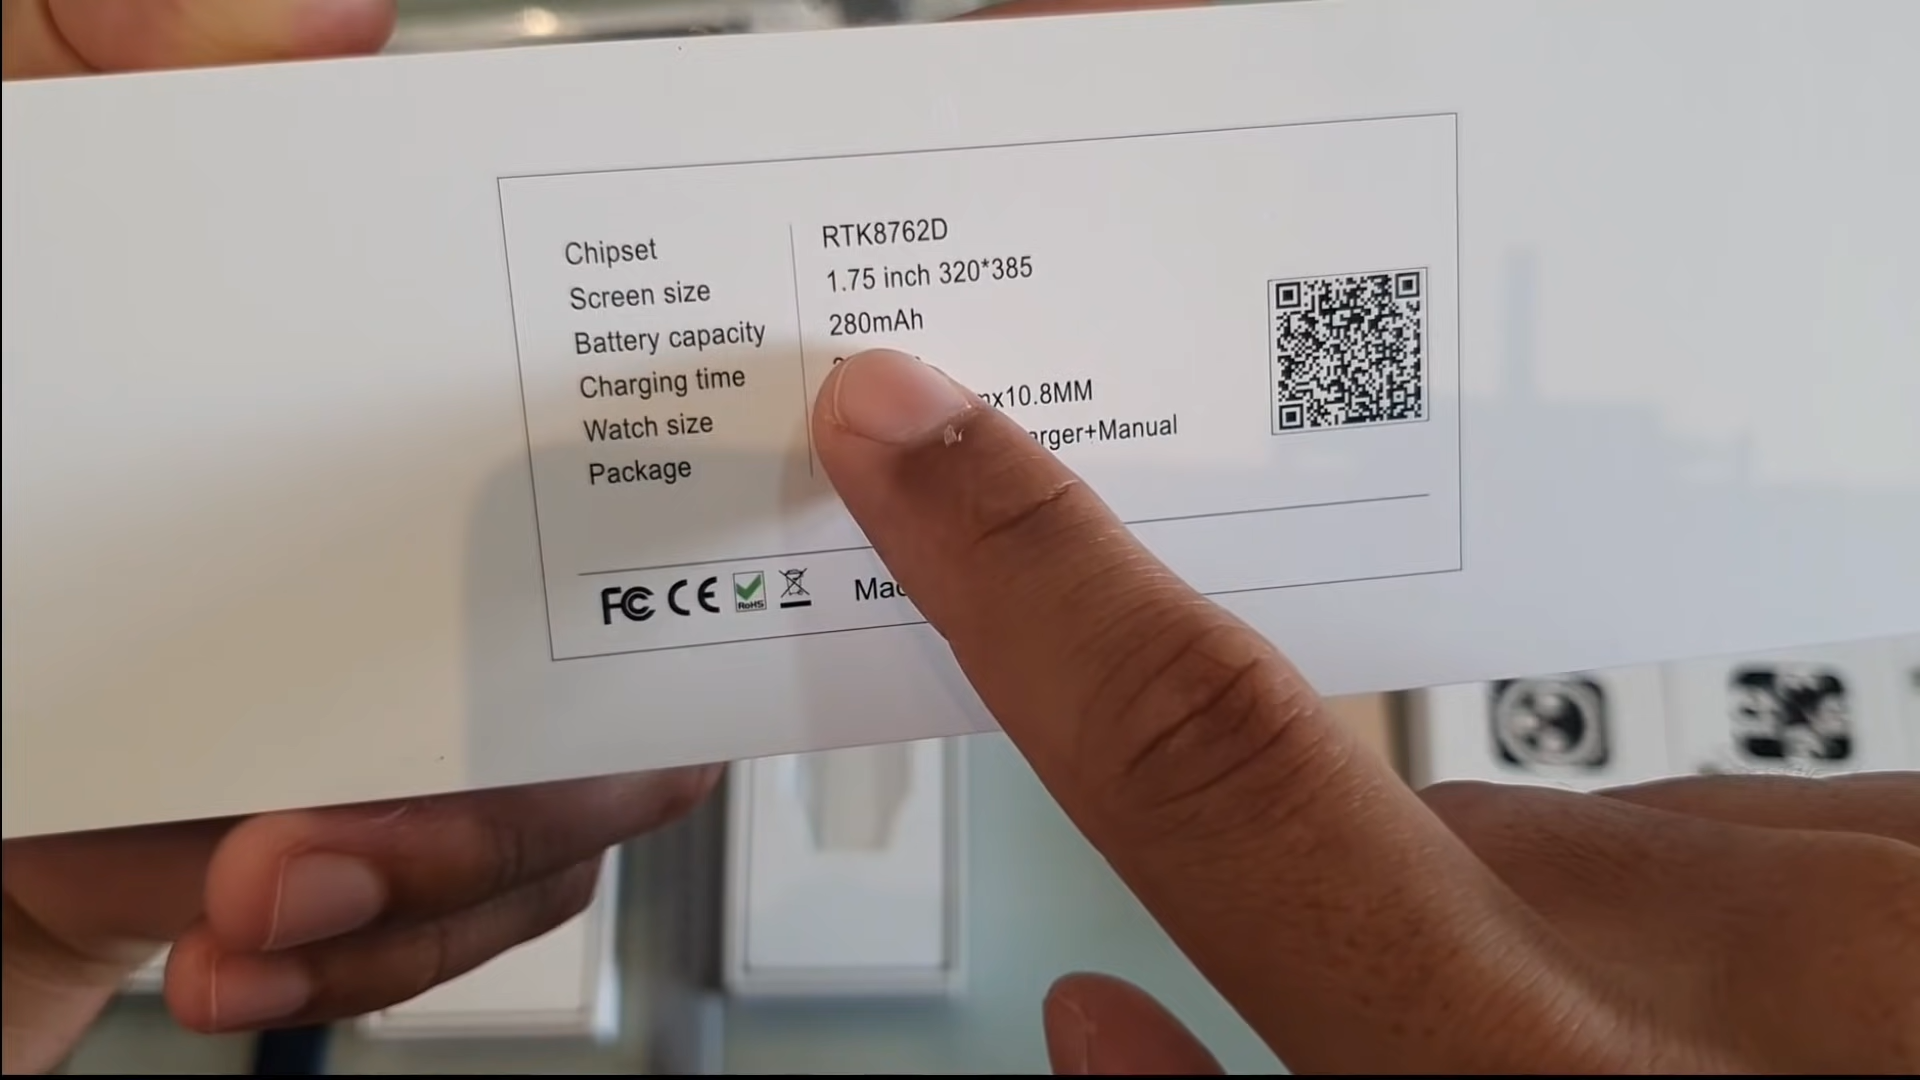 Chipset RTK8762D
Screen size 1.75 inch 320*385
Battery capacity 280mAh
Charging time
Watch size x10.8MM
Package rger+Manual
FC CE RoHS